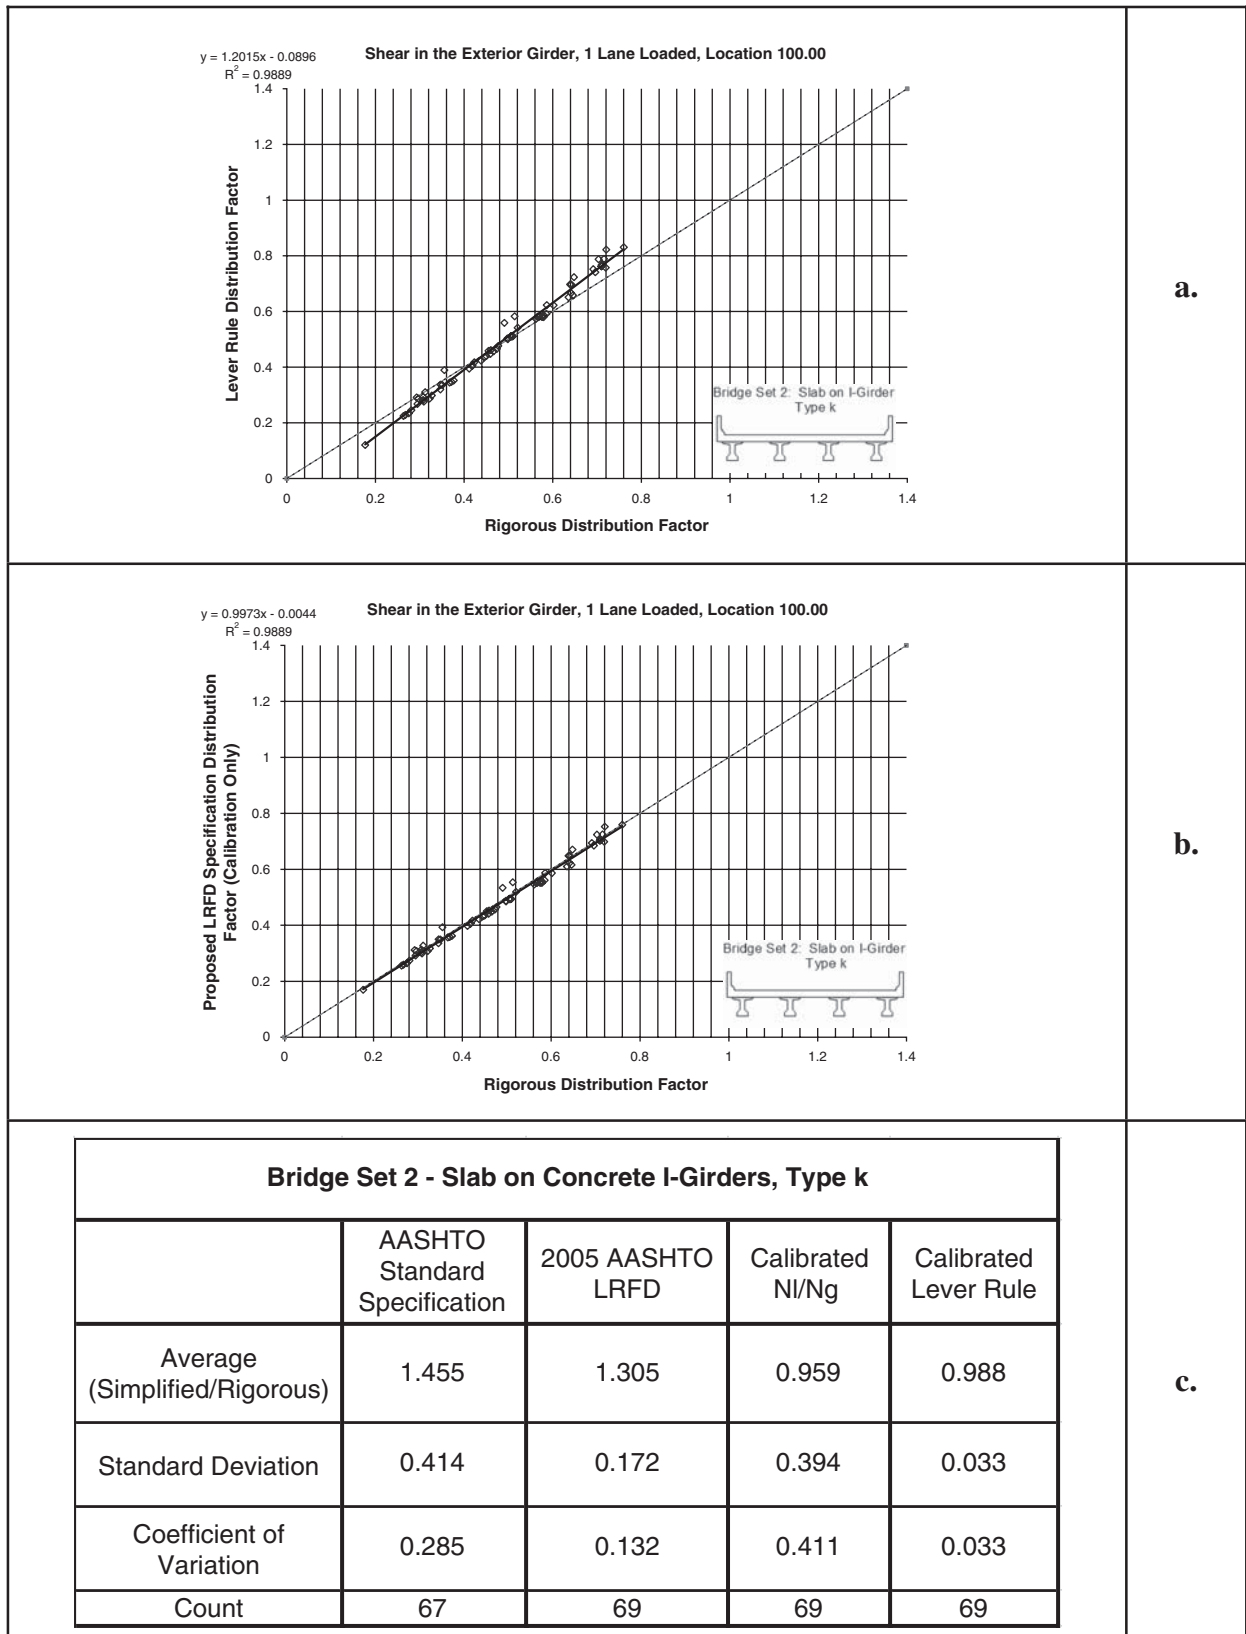 y = 1.2015x - 0.0896
R² = 0.9889
Shear in the Exterior Girder, 1 Lane Loaded, Location 100.00
1.4
1.2
1
0.8
0.6
0.4
0.2
0
Lever Rule Distribution Factor
0 0.2 0.4 0.6 0.8 1 1.2 1.4
Rigorous Distribution Factor
Bridge Set 2: Slab on I-Girder
Type k
a.
y = 0.9973x - 0.0044
R² = 0.9889
Shear in the Exterior Girder, 1 Lane Loaded, Location 100.00
1.4
1.2
1
0.8
0.6
0.4
0.2
0
Proposed LRFD Specification Distribution
Factor (Calibration Only)
0 0.2 0.4 0.6 0.8 1 1.2 1.4
Rigorous Distribution Factor
Bridge Set 2: Slab on I-Girder
Type k
b.
Bridge Set 2 - Slab on Concrete I-Girders, Type k
AASHTO
Standard
Specification
2005 AASHTO
LRFD
Calibrated
Nl/Ng
Calibrated
Lever Rule
Average
(Simplified/Rigorous)
1.455 1.305 0.959 0.988
Standard Deviation 0.414 0.172 0.394 0.033
Coefficient of
Variation
0.285 0.132 0.411 0.033
Count 67 69 69 69
c.